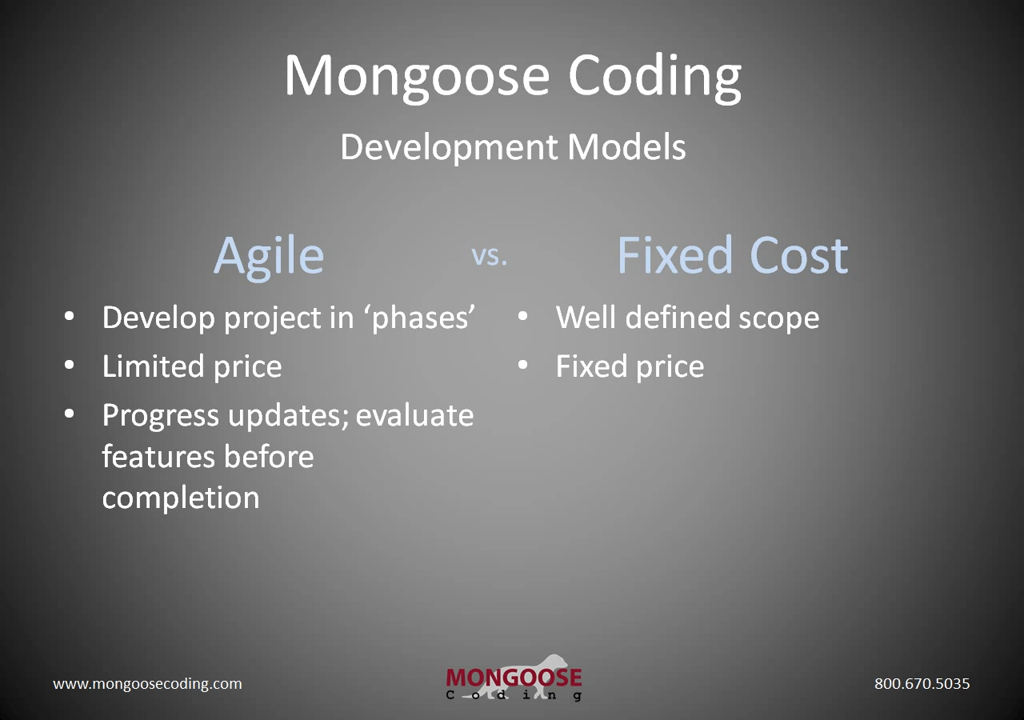 Mongoose Coding
Development Models
Agile vs. Fixed Cost
• Develop project in ‘phases’
• Limited price
• Progress updates; evaluate
features before
completion
• Well defined scope
• Fixed price
www.mongoosecoding.com
MONGOOSE
Coding
800.670.5035